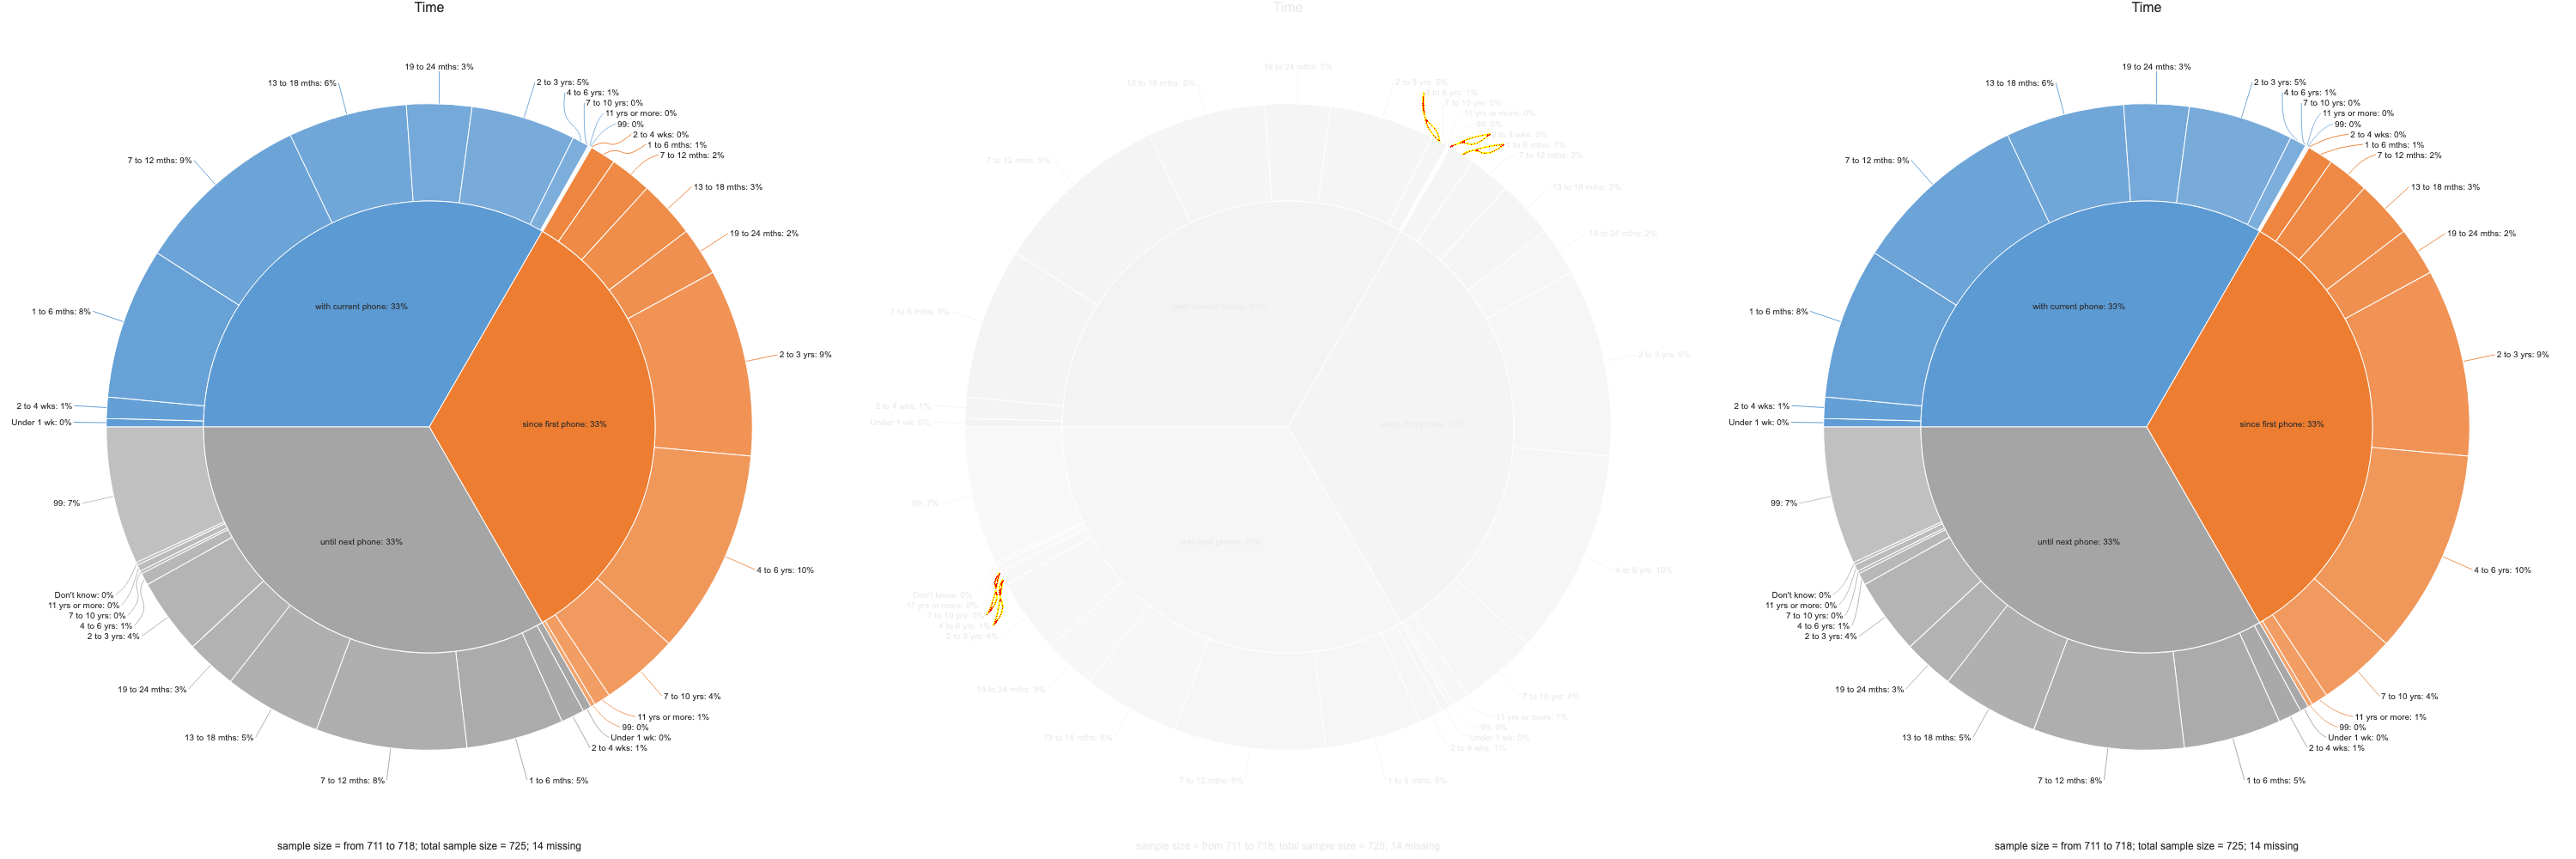 Time
19 to 24 mths: 3%
13 to 18 mths: 6%
2 to 3 yrs: 5%
4 to 6 yrs: 1%
7 to 10 yrs: 0%
11 yrs or more: 0%
99: 0%
2 to 4 wks: 0%
1 to 6 mths: 1%
7 to 12 mths: 2%
7 to 12 mths: 9%
13 to 18 mths: 3%
19 to 24 mths: 2%
with current phone: 33%
1 to 6 mths: 8%
2 to 3 yrs: 9%
2 to 4 wks: 1%
Under 1 wk: 0%
since first phone: 33%
99: 7%
until next phone: 33%
4 to 6 yrs: 10%
Don't know: 0%
11 yrs or more: 0%
7 to 10 yrs: 0%
4 to 6 yrs: 1%
2 to 3 yrs: 4%
19 to 24 mths: 3%
7 to 10 yrs: 4%
11 yrs or more: 1%
99: 0%
Under 1 wk: 0%
2 to 4 wks: 1%
13 to 18 mths: 5%
7 to 12 mths: 8%
1 to 6 mths: 5%
sample size = from 711 to 718; total sample size = 725; 14 missing
Time
19 to 24 mths: 3%
13 to 18 mths: 6%
2 to 3 yrs: 5%
4 to 6 yrs: 1%
7 to 10 yrs: 0%
11 yrs or more: 0%
99: 0%
2 to 4 wks: 0%
1 to 6 mths: 1%
7 to 12 mths: 2%
7 to 12 mths: 9%
13 to 18 mths: 3%
19 to 24 mths: 2%
with current phone: 33%
1 to 6 mths: 8%
2 to 3 yrs: 9%
2 to 4 wks: 1%
Under 1 wk: 0%
since first phone: 33%
99: 7%
until next phone: 33%
4 to 6 yrs: 10%
Don't know: 0%
11 yrs or more: 0%
7 to 10 yrs: 0%
4 to 6 yrs: 1%
2 to 3 yrs: 4%
19 to 24 mths: 3%
7 to 10 yrs: 4%
11 yrs or more: 1%
99: 0%
Under 1 wk: 0%
2 to 4 wks: 1%
13 to 18 mths: 5%
7 to 12 mths: 8%
1 to 6 mths: 5%
sample size = from 711 to 718; total sample size = 725; 14 missing
Time
19 to 24 mths: 3%
13 to 18 mths: 6%
2 to 3 yrs: 5%
4 to 6 yrs: 1%
7 to 10 yrs: 0%
11 yrs or more: 0%
99: 0%
2 to 4 wks: 0%
1 to 6 mths: 1%
7 to 12 mths: 2%
7 to 12 mths: 9%
13 to 18 mths: 3%
19 to 24 mths: 2%
with current phone: 33%
1 to 6 mths: 8%
2 to 3 yrs: 9%
2 to 4 wks: 1%
Under 1 wk: 0%
since first phone: 33%
99: 7%
until next phone: 33%
4 to 6 yrs: 10%
Don't know: 0%
11 yrs or more: 0%
7 to 10 yrs: 0%
4 to 6 yrs: 1%
2 to 3 yrs: 4%
19 to 24 mths: 3%
7 to 10 yrs: 4%
11 yrs or more: 1%
99: 0%
Under 1 wk: 0%
2 to 4 wks: 1%
13 to 18 mths: 5%
7 to 12 mths: 8%
1 to 6 mths: 5%
sample size = from 711 to 718; total sample size = 725; 14 missing